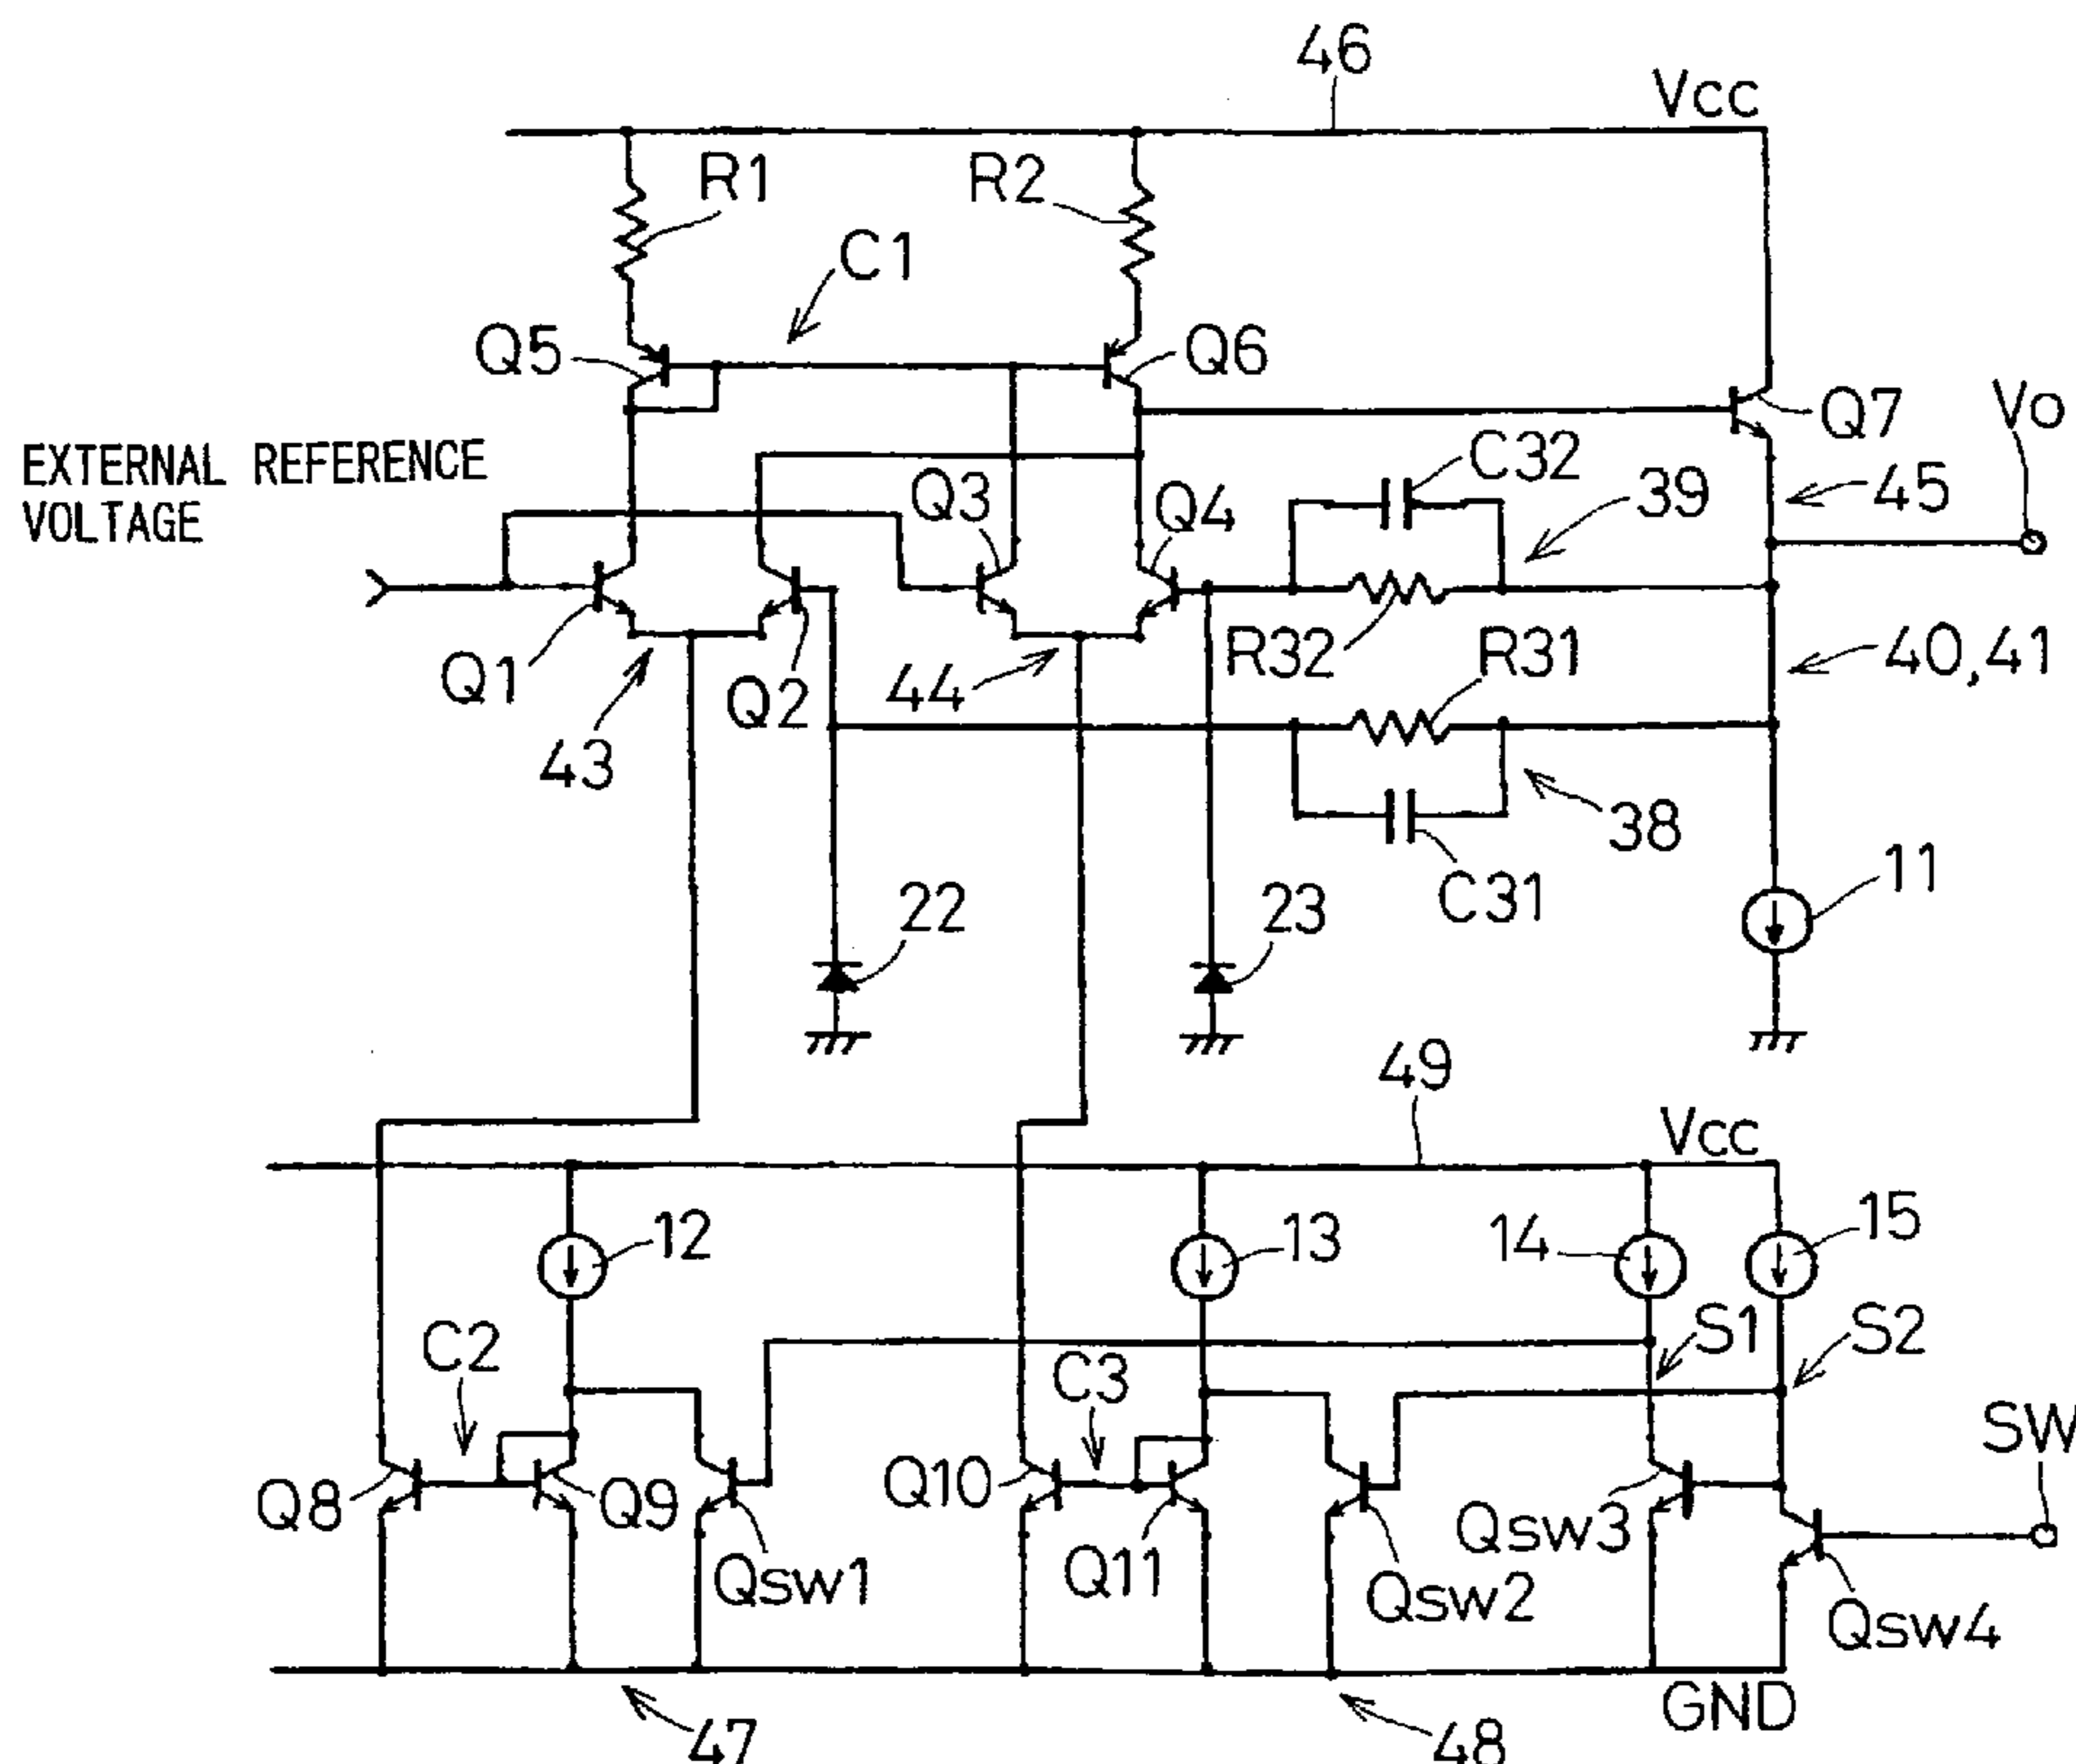 46
Vcc
R1
R2
C1
Q5
Q6
Q7
Vo
EXTERNAL REFERENCE
VOLTAGE
C32
39
45
Q3
Q4
Q1
43
Q2
44
R32
R31
40,41
38
C31
22
23
11
49
Vcc
12
13
14
15
C2
C3
S1
S2
SW
Q8
Q9
Qsw1
Q10
Q11
Qsw2
Qsw3
Qsw4
GND
47
48